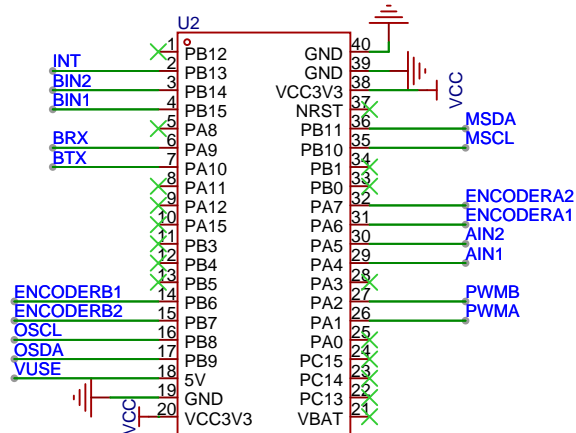 U2
1 PB12 GND 40
INT 2 PB13 GND 39
BIN2 3 PB14 VCC3V3 38 VCC
BIN1 4 PB15 NRST 37
5 PA8 PB11 36 MSDA
BRX 6 PA9 PB10 35 MSCL
BTX 7 PA10 PB1 34
8 PA11 PB0 33
9 PA12 PA7 32 ENCODERA2
10 PA15 PA6 31 ENCODERA1
11 PB3 PA5 30 AIN2
12 PB4 PA4 29 AIN1
13 PB5 PA3 28
ENCODERB1 14 PB6 PA2 27 PWMB
ENCODERB2 15 PB7 PA1 26 PWMA
OSCL 16 PB8 PA0 25
OSDA 17 PB9 PC15 24
VUSE 18 5V PC14 23
19 GND PC13 22
VCC 20 VCC3V3 VBAT 21